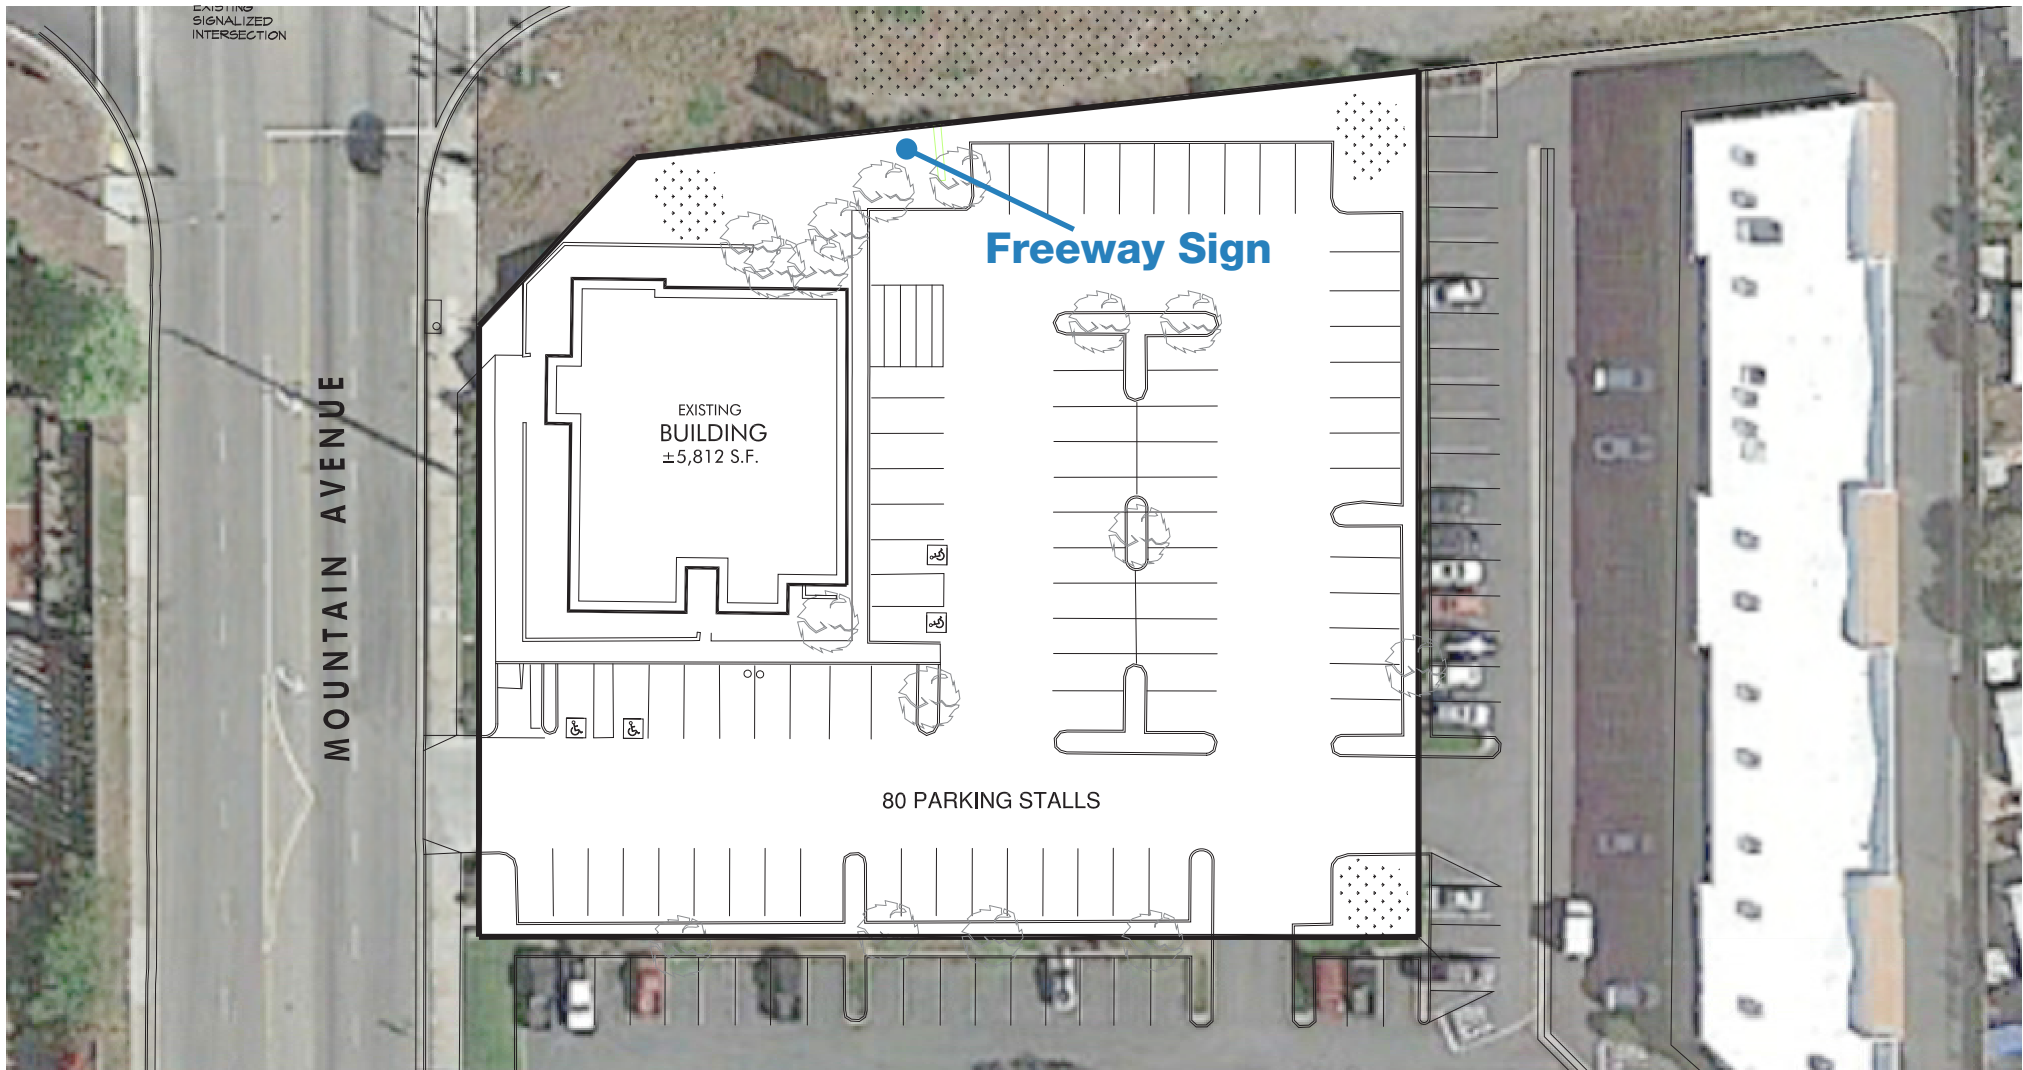 EXISTING
SIGNALIZED
INTERSECTION
Freeway Sign
MOUNTAIN AVENUE
EXISTING
BUILDING
±5,812 S.F.
80 PARKING STALLS